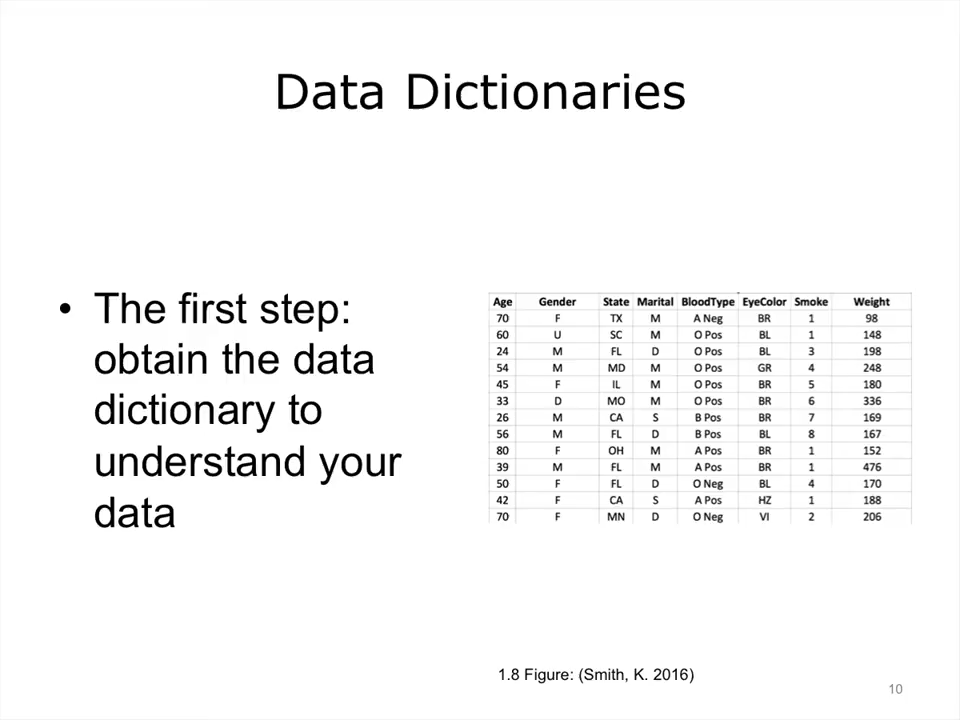 Data Dictionaries
• The first step:
obtain the data
dictionary to
understand your
data
Age Gender State Marital BloodType EyeColor Smoke Weight
70 F TX M A Neg BR 1 98
60 U SC M O Pos BL 1 148
24 M FL D O Pos BL 3 198
54 M MD M O Pos GR 4 248
45 F IL M O Pos BR 5 180
33 D MO M O Pos BR 6 336
26 M CA S B Pos BR 7 169
56 M FL D B Pos BL 8 167
80 F OH M A Pos BR 1 152
39 M FL M A Pos BR 1 476
50 F FL D O Neg BL 4 170
42 F CA S A Pos HZ 1 188
70 F MN D O Neg VI 2 206
1.8 Figure: (Smith, K. 2016)
10